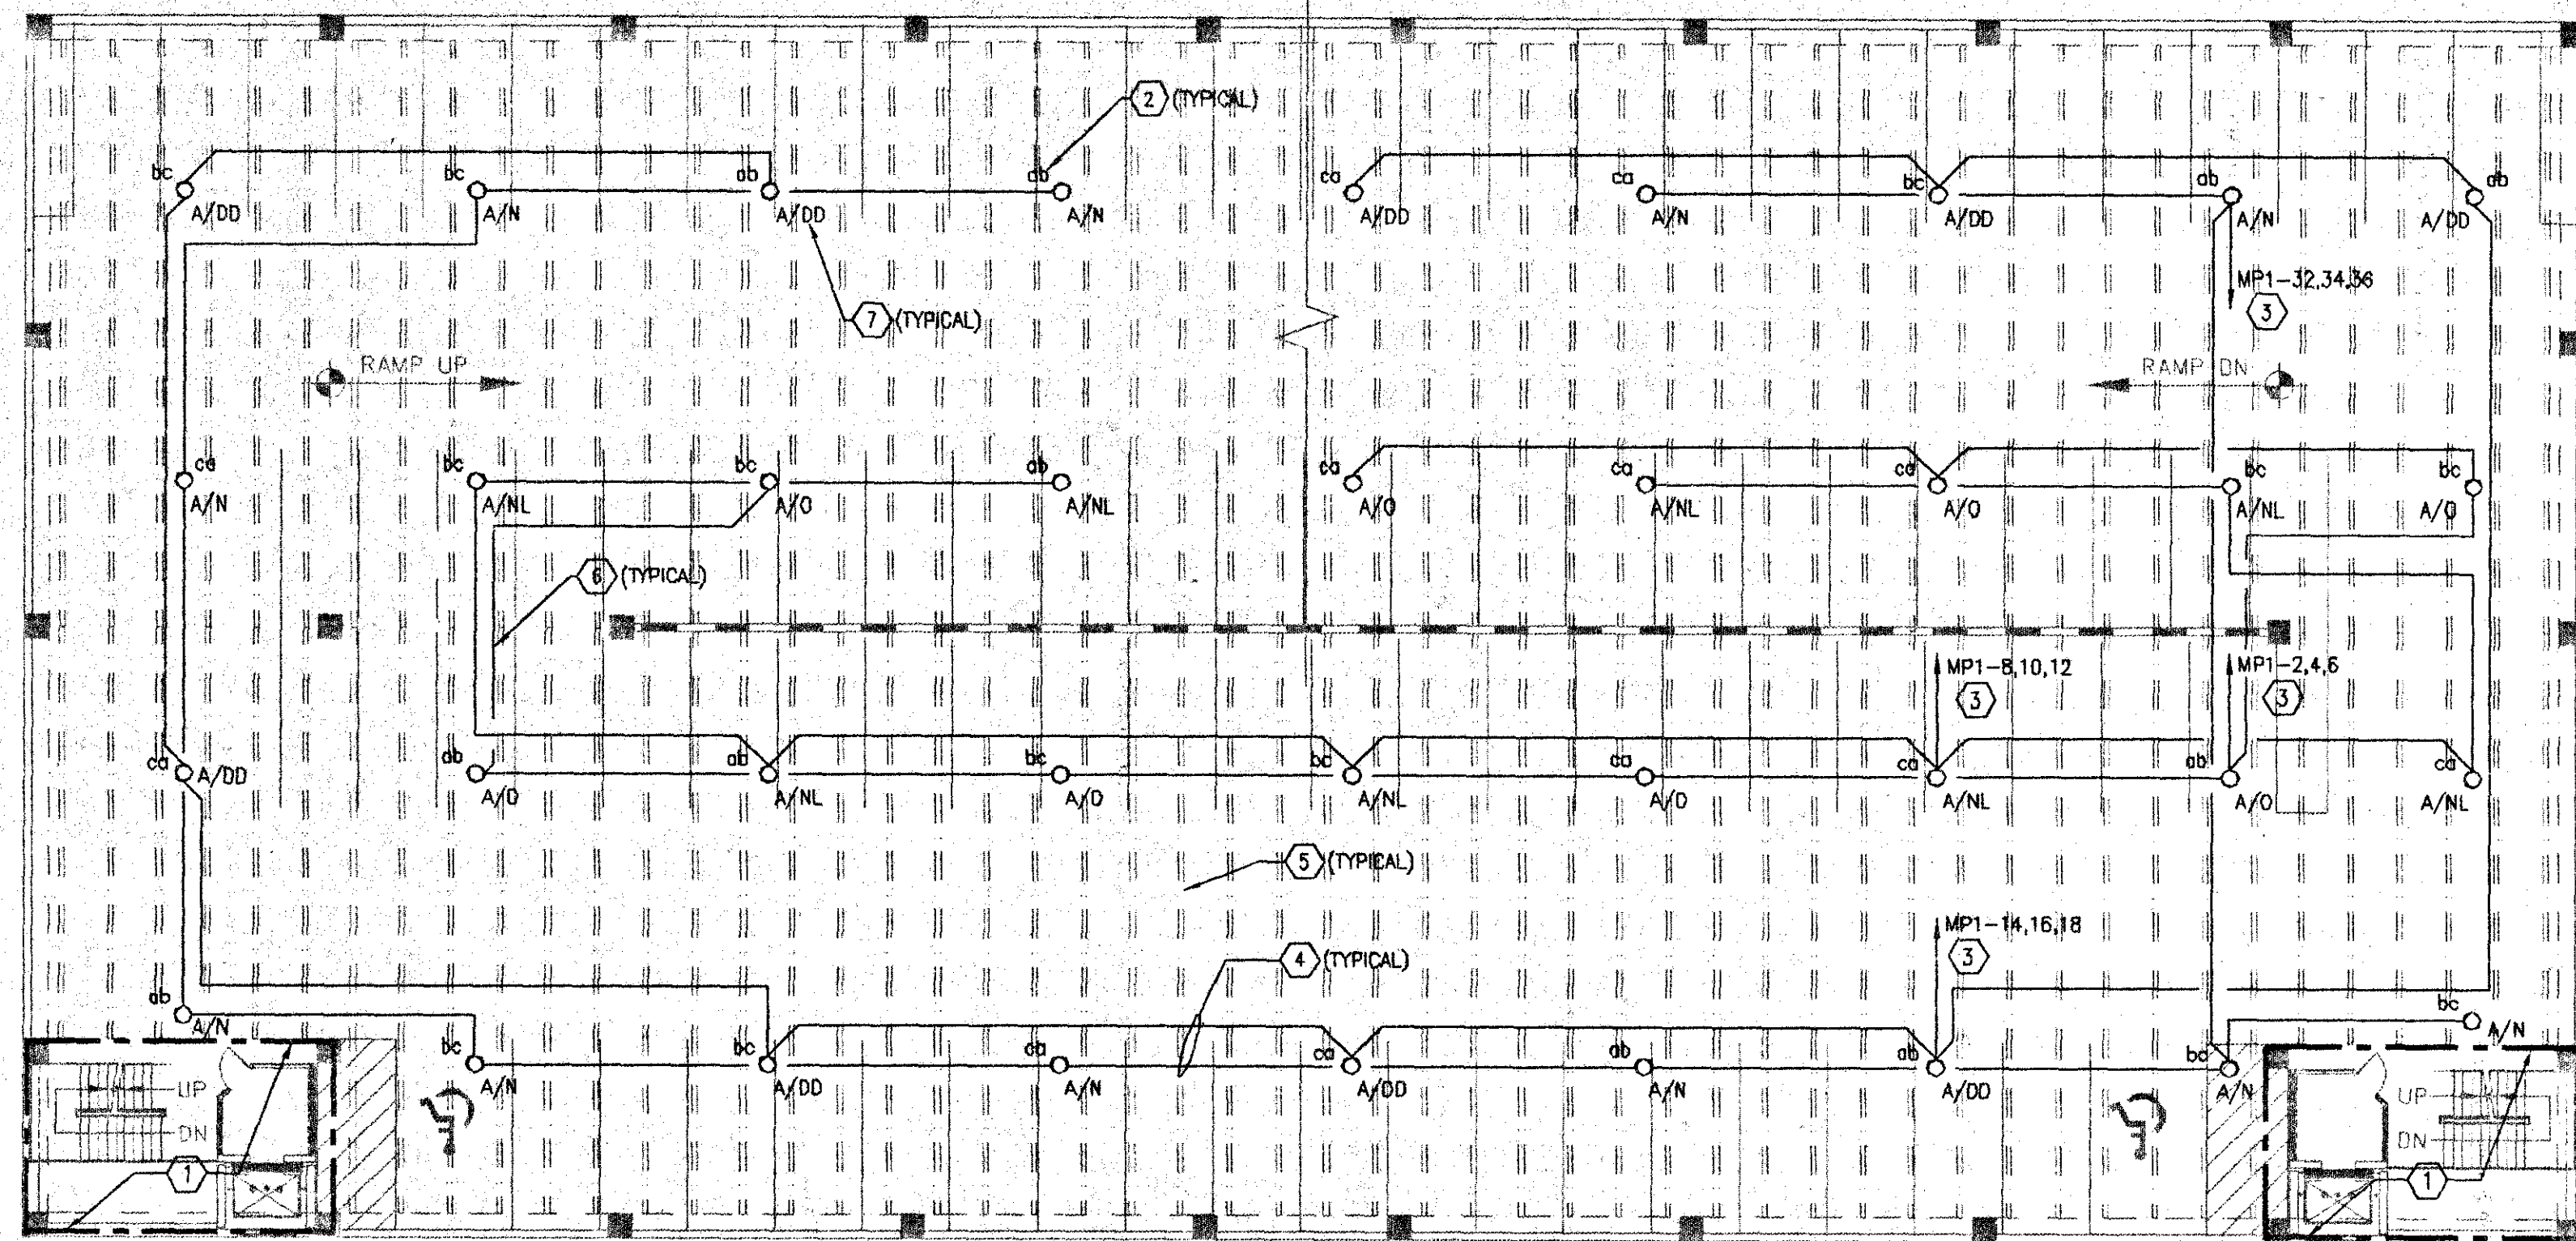 2 (TYPICAL)
bc bc ab ab ca ca bc ab ab
A/DD A/N A/DD A/N A/DD A/N A/DD A/N A/DD
MP1-32,34,36
3
7 (TYPICAL)
RAMP UP
RAMP DN
ca bc bc ab ca ca ca bc bc
A/N A/NL A/O A/NL A/O A/NL A/O A/NL A/O
6 (TYPICAL)
MP1-8,10,12
MP1-2,4,6
3
3
ca ab ab bc bc ca ca ab ca
A/DD A/O A/NL A/O A/NL A/O A/NL A/O A/NL
5 (TYPICAL)
MP1-14,16,18
4 (TYPICAL)
3
ab
bc
A/N
A/N
bc bc ca ca ab ab bc
A/N A/DD A/N A/DD A/N A/DD A/N
UP
UP
DN
DN
1
1